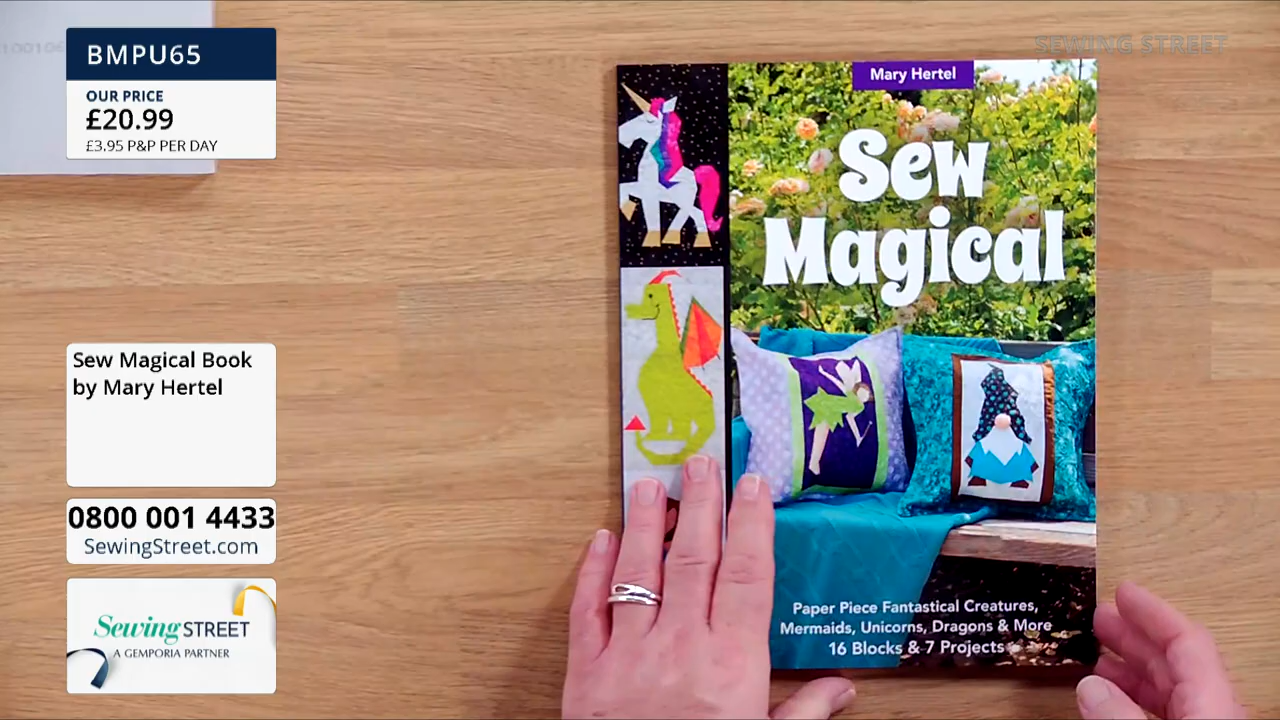 BMPU65
OUR PRICE
£20.99
£3.95 P&P PER DAY
Sew Magical Book
by Mary Hertel
0800 001 4433
SewingStreet.com
Sewing STREET
A GEMPORIA PARTNER
SEWING STREET
Mary Hertel
Sew
Magical
Paper Piece Fantastical Creatures,
Mermaids, Unicorns, Dragons & More
16 Blocks & 7 Projects